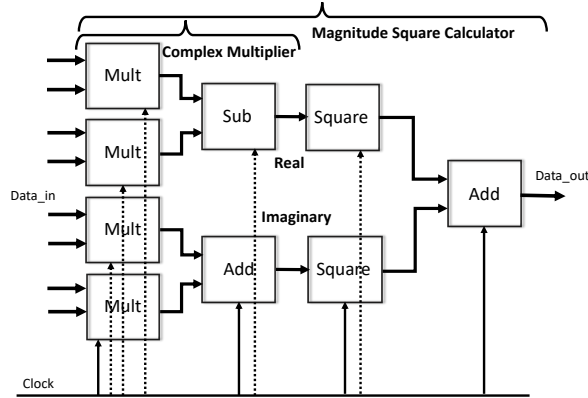 Complex Multiplier
Magnitude Square Calculator
Mult
Sub
Square
Mult
Real
Data_in
Add
Data_out
Mult
Imaginary
Add
Square
Mult
Clock